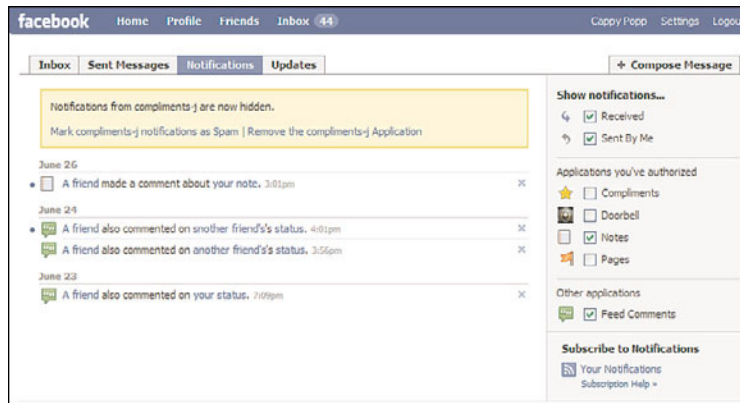 facebook Home Profile Friends Inbox 44 Cappy Popp Settings Logou
Inbox Sent Messages Notifications Updates + Compose Message
Notifications from compliments-j are now hidden.
Mark compliments-j notifications as Spam | Remove the compliments-j Application
June 26
A friend made a comment about your note. 3:01pm
June 24
A friend also commented on snother friend's's status. 4:01pm
A friend also commented on another friend's's status. 3:56pm
June 23
A friend also commented on your status. 7:09pm
Show notifications...
Received
Sent By Me
Applications you've authorized
Compliments
Doorbell
Notes
Pages
Other applications
Feed Comments
Subscribe to Notifications
Your Notifications
Subscription Help »